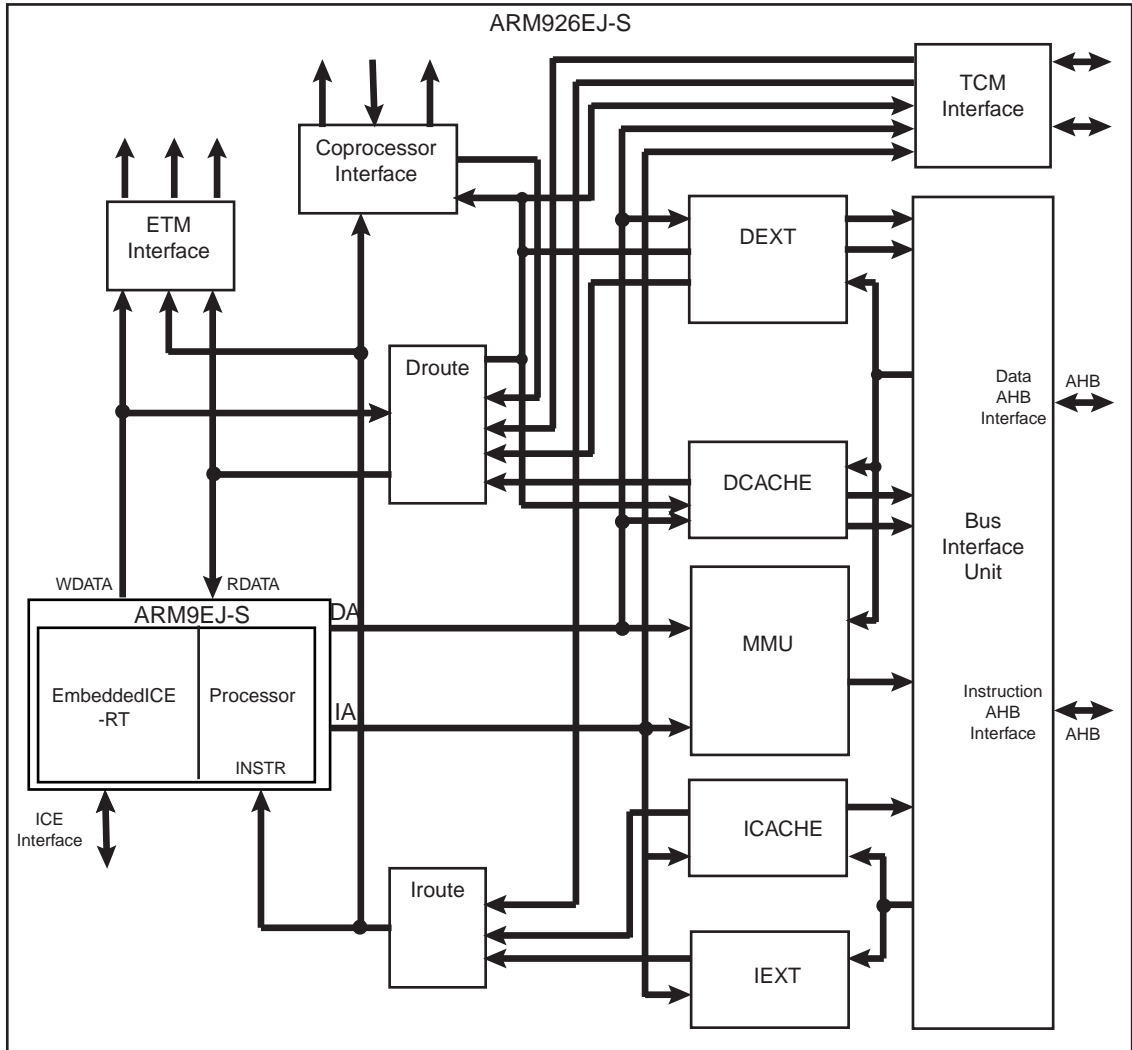 ARM926EJ-S
TCM
Interface
Coprocessor
Interface
ETM
Interface
DEXT
Droute
Data
AHB
Interface
AHB
DCACHE
Bus
Interface
Unit
WDATA
RDATA
ARM9EJ-S
DA
MMU
EmbeddedICE
-RT
Processor
IA
Instruction
AHB
Interface
AHB
INSTR
ICE
Interface
ICACHE
Iroute
IEXT